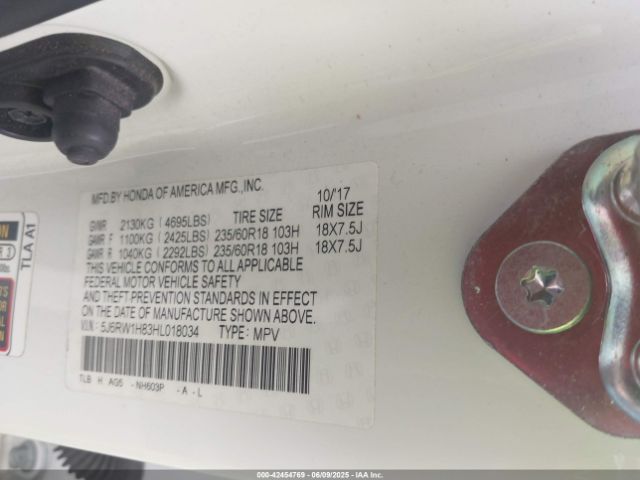 MFD.BY HONDA OF AMERICA MFG.,INC. 10/17
GVWR 2130KG (4695LBS) TIRE SIZE RIM SIZE
GAWR F 1100KG (2425LBS) 235/60R18 103H 18X7.5J
GAWR R 1040KG (2292LBS) 235/60R18 103H 18X7.5J
THIS VEHICLE CONFORMS TO ALL APPLICABLE
FEDERAL MOTOR VEHICLE SAFETY
AND THEFT-PREVENTION STANDARDS IN EFFECT
ON THE DATE OF MANUFACTURE SHOWN ABOVE.
V.I.N.: 5J6RW1H83HL018034 TYPE: MPV
TLB H AG5 - NH603P - A - L
TLA A1
000-42454769 - 06/09/2025 - IAA Inc.